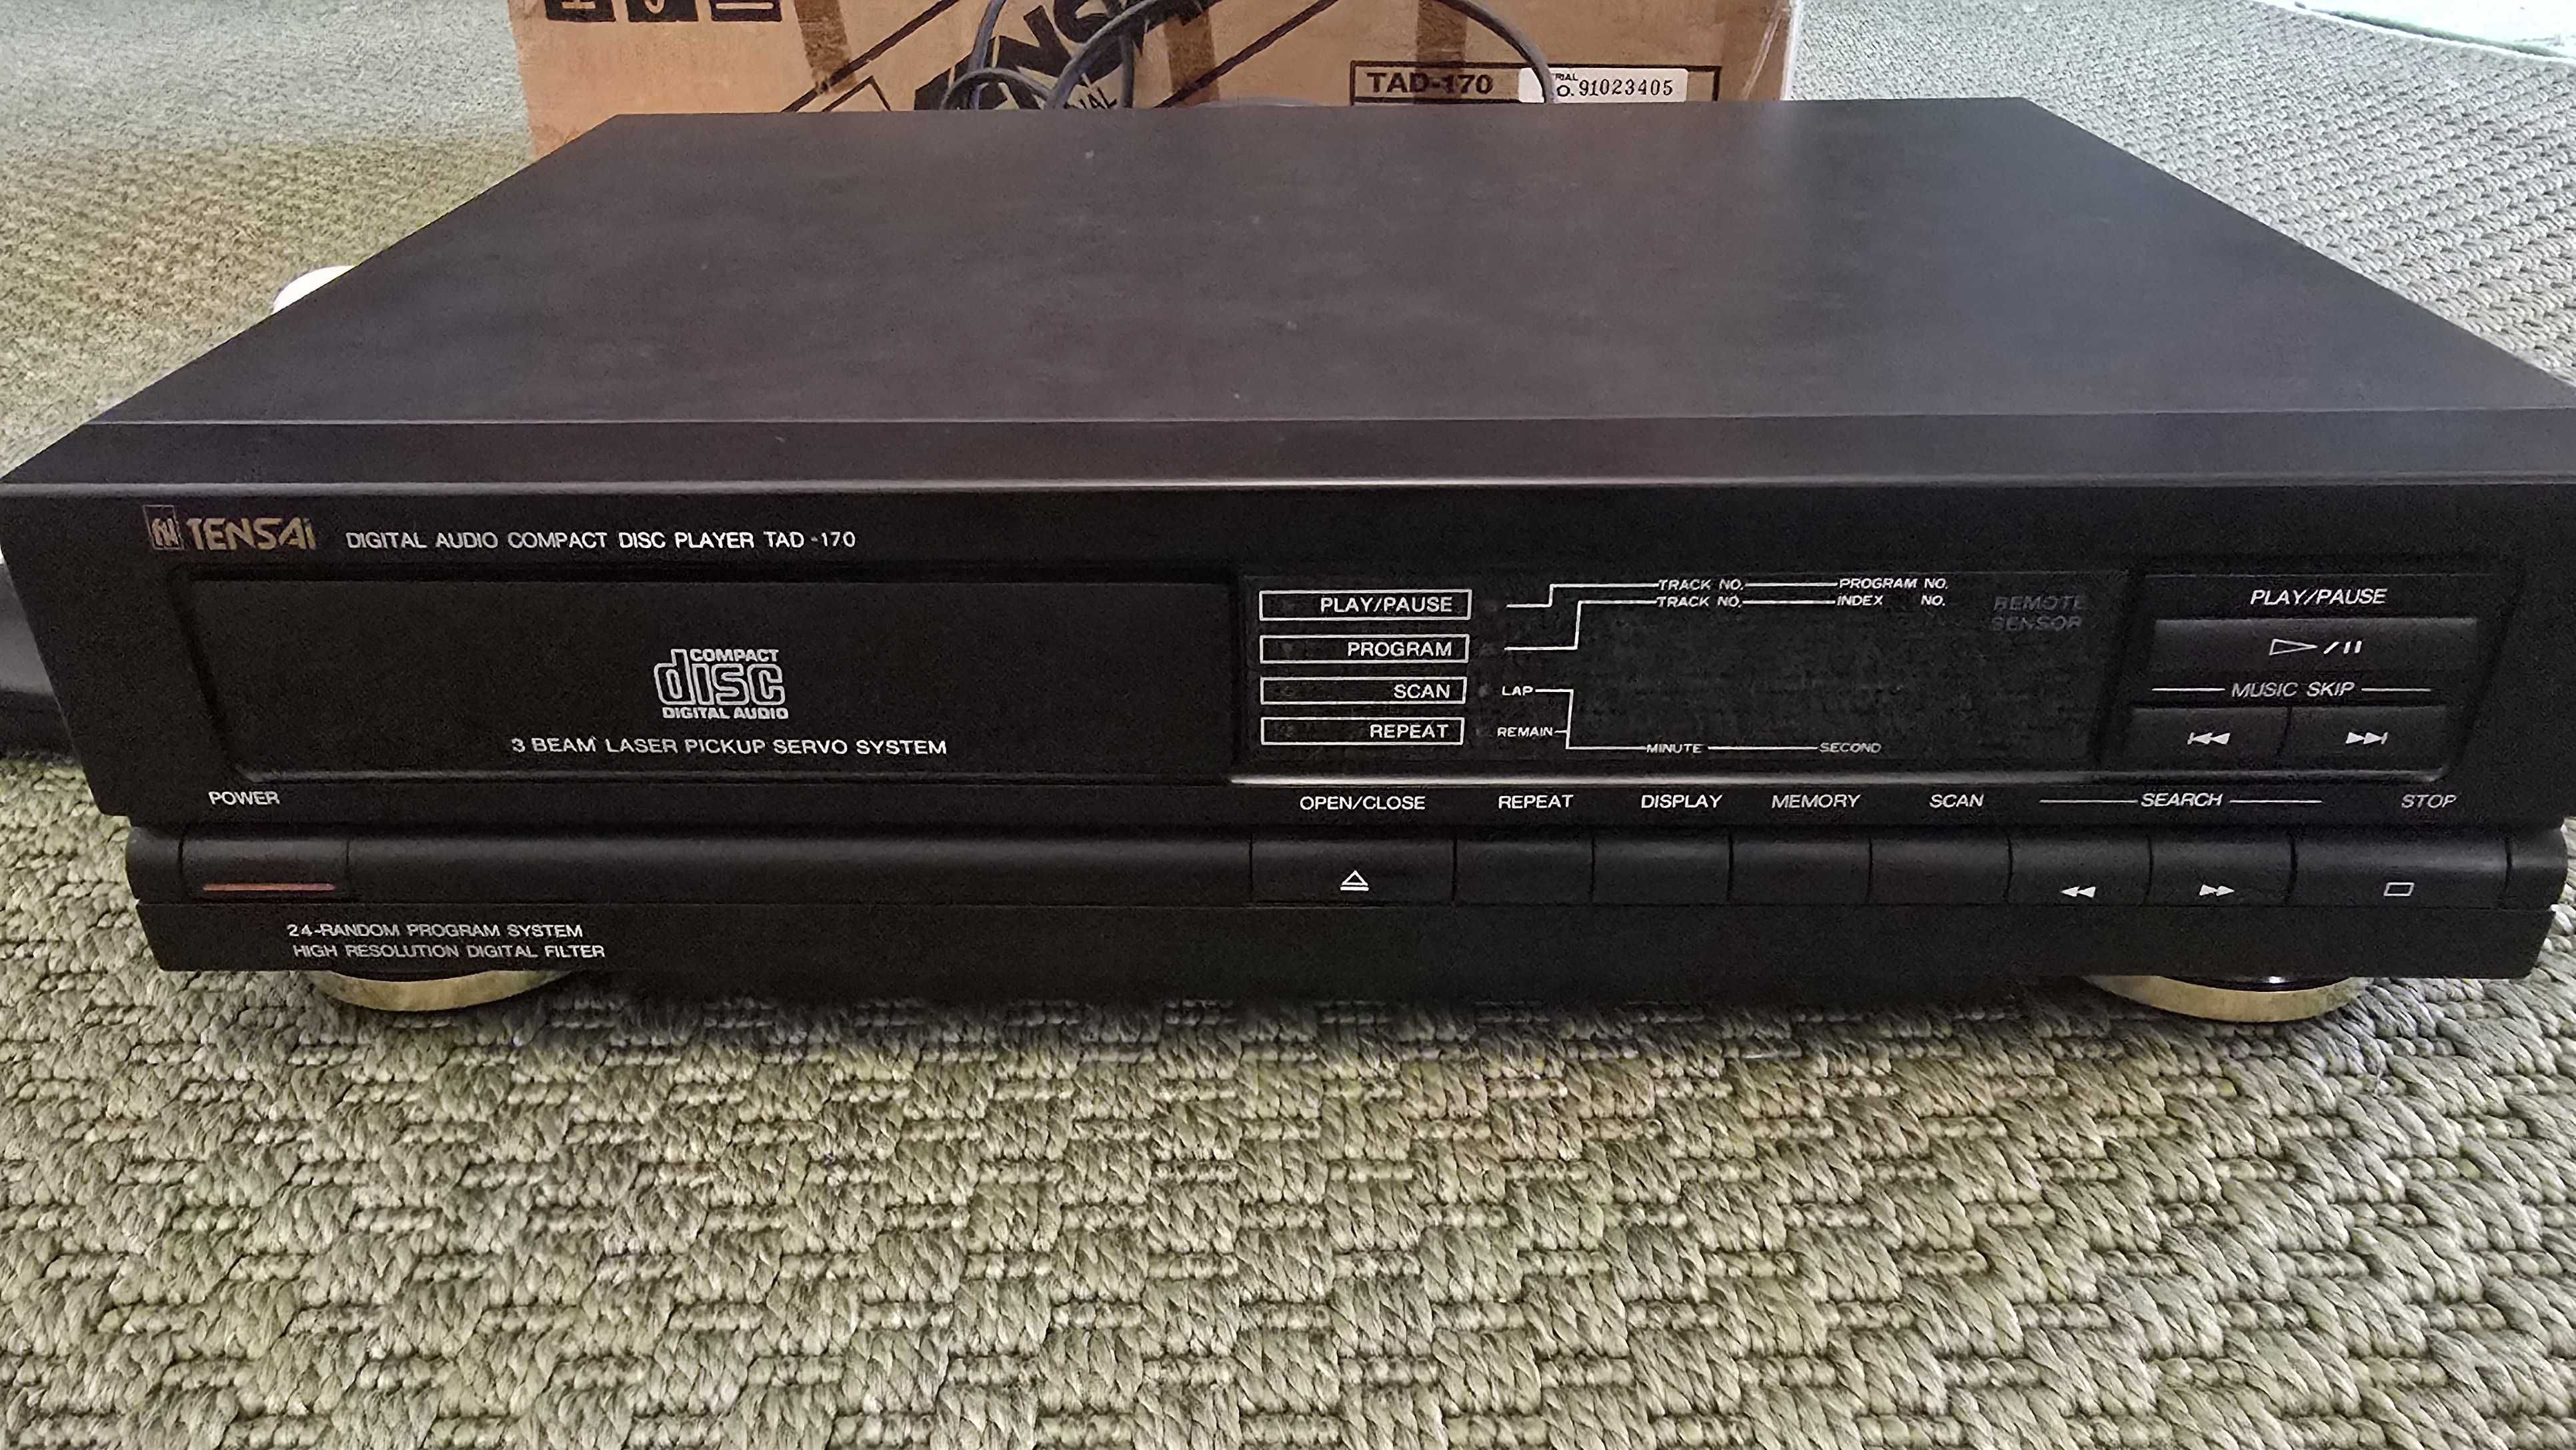 TAD-170
91023405
TENSAI DIGITAL AUDIO COMPACT DISC PLAYER TAD-170
COMPACT
disc
DIGITAL AUDIO
3 BEAM LASER PICKUP SERVO SYSTEM
PLAY/PAUSE
PROGRAM
SCAN
REPEAT
TRACK NO. PROGRAM NO.
TRACK NO. INDEX NO.
LAP
REMAIN
MINUTE SECOND
REMOTE
SENSOR
PLAY/PAUSE
MUSIC SKIP
POWER
OPEN/CLOSE REPEAT DISPLAY MEMORY SCAN SEARCH STOP
24-RANDOM PROGRAM SYSTEM
HIGH RESOLUTION DIGITAL FILTER